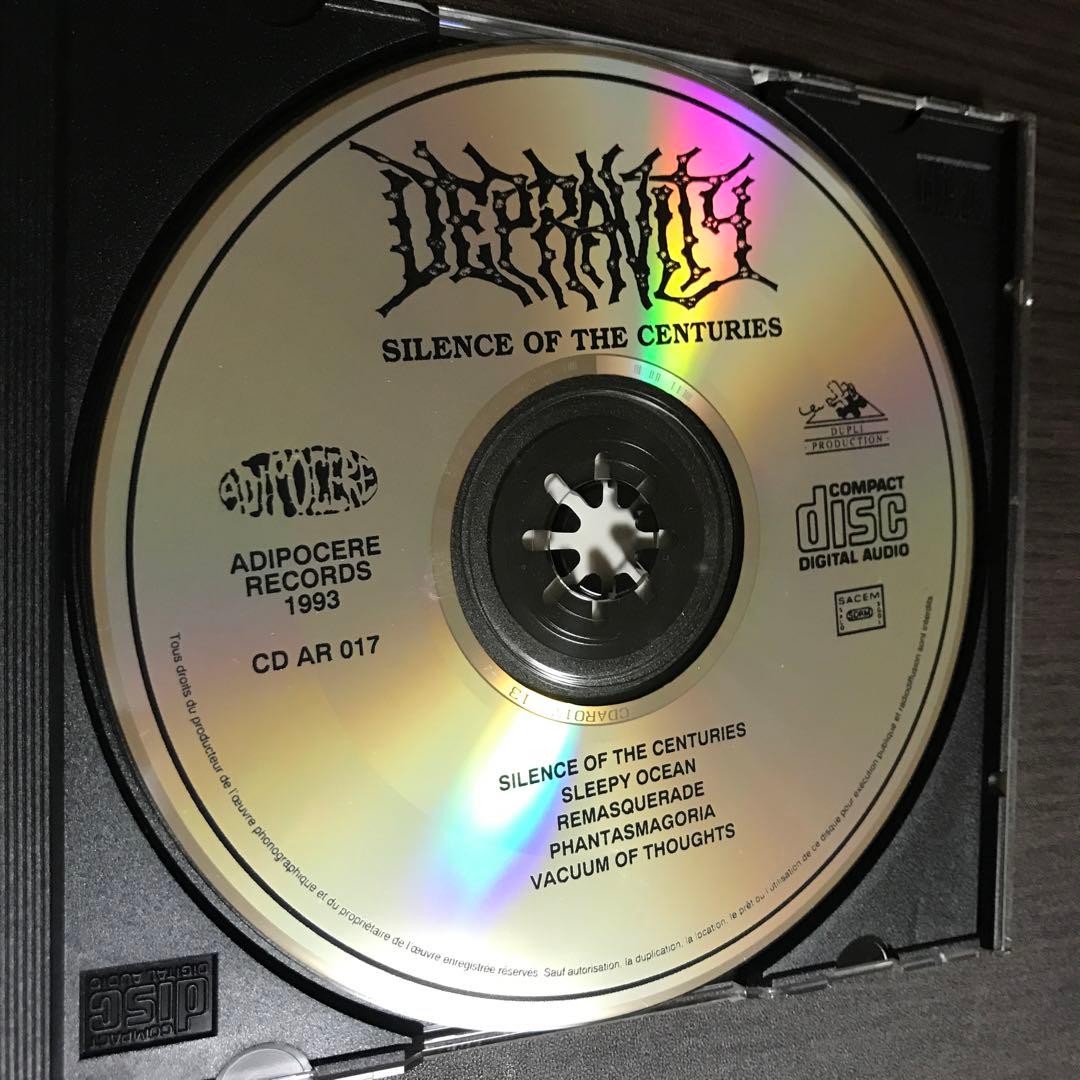 DEPRAVITY
SILENCE OF THE CENTURIES
DUPLI
PRODUCTION
ADIPOCERE
COMPACT
disc
DIGITAL AUDIO
ADIPOCERE
RECORDS
1993
CD AR 017
SACEM
SDRM
SILENCE OF THE CENTURIES
SLEEPY OCEAN
REMASQUERADE
PHANTASMAGORIA
VACUUM OF THOUGHTS
Tous droits du producteur de l'œuvre phonographique et du propriétaire de l'œuvre enregistrée réservés. Sauf autorisation, la duplication, la location, le prêt ou l'utilisation de ce disque pour exécution publique et radiodiffusion sont interdits
COMPACT
disc
DIGITAL AUDIO